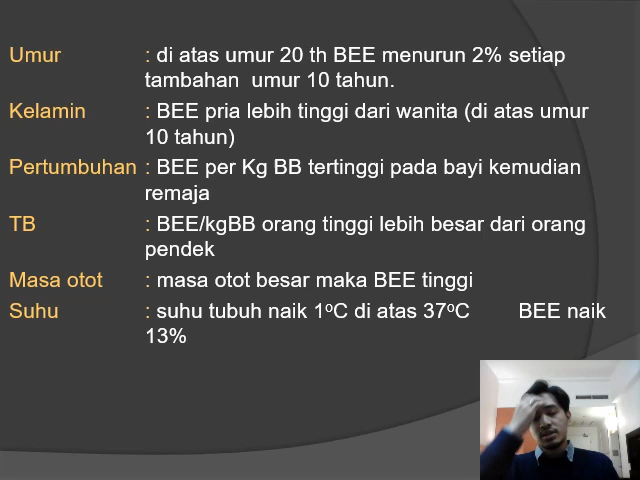 Umur : di atas umur 20 th BEE menurun 2% setiap
tambahan umur 10 tahun.
Kelamin : BEE pria lebih tinggi dari wanita (di atas umur
10 tahun)
Pertumbuhan : BEE per Kg BB tertinggi pada bayi kemudian
remaja
TB : BEE/kgBB orang tinggi lebih besar dari orang
pendek
Masa otot : masa otot besar maka BEE tinggi
Suhu : suhu tubuh naik 1ºC di atas 37ºC BEE naik
13%